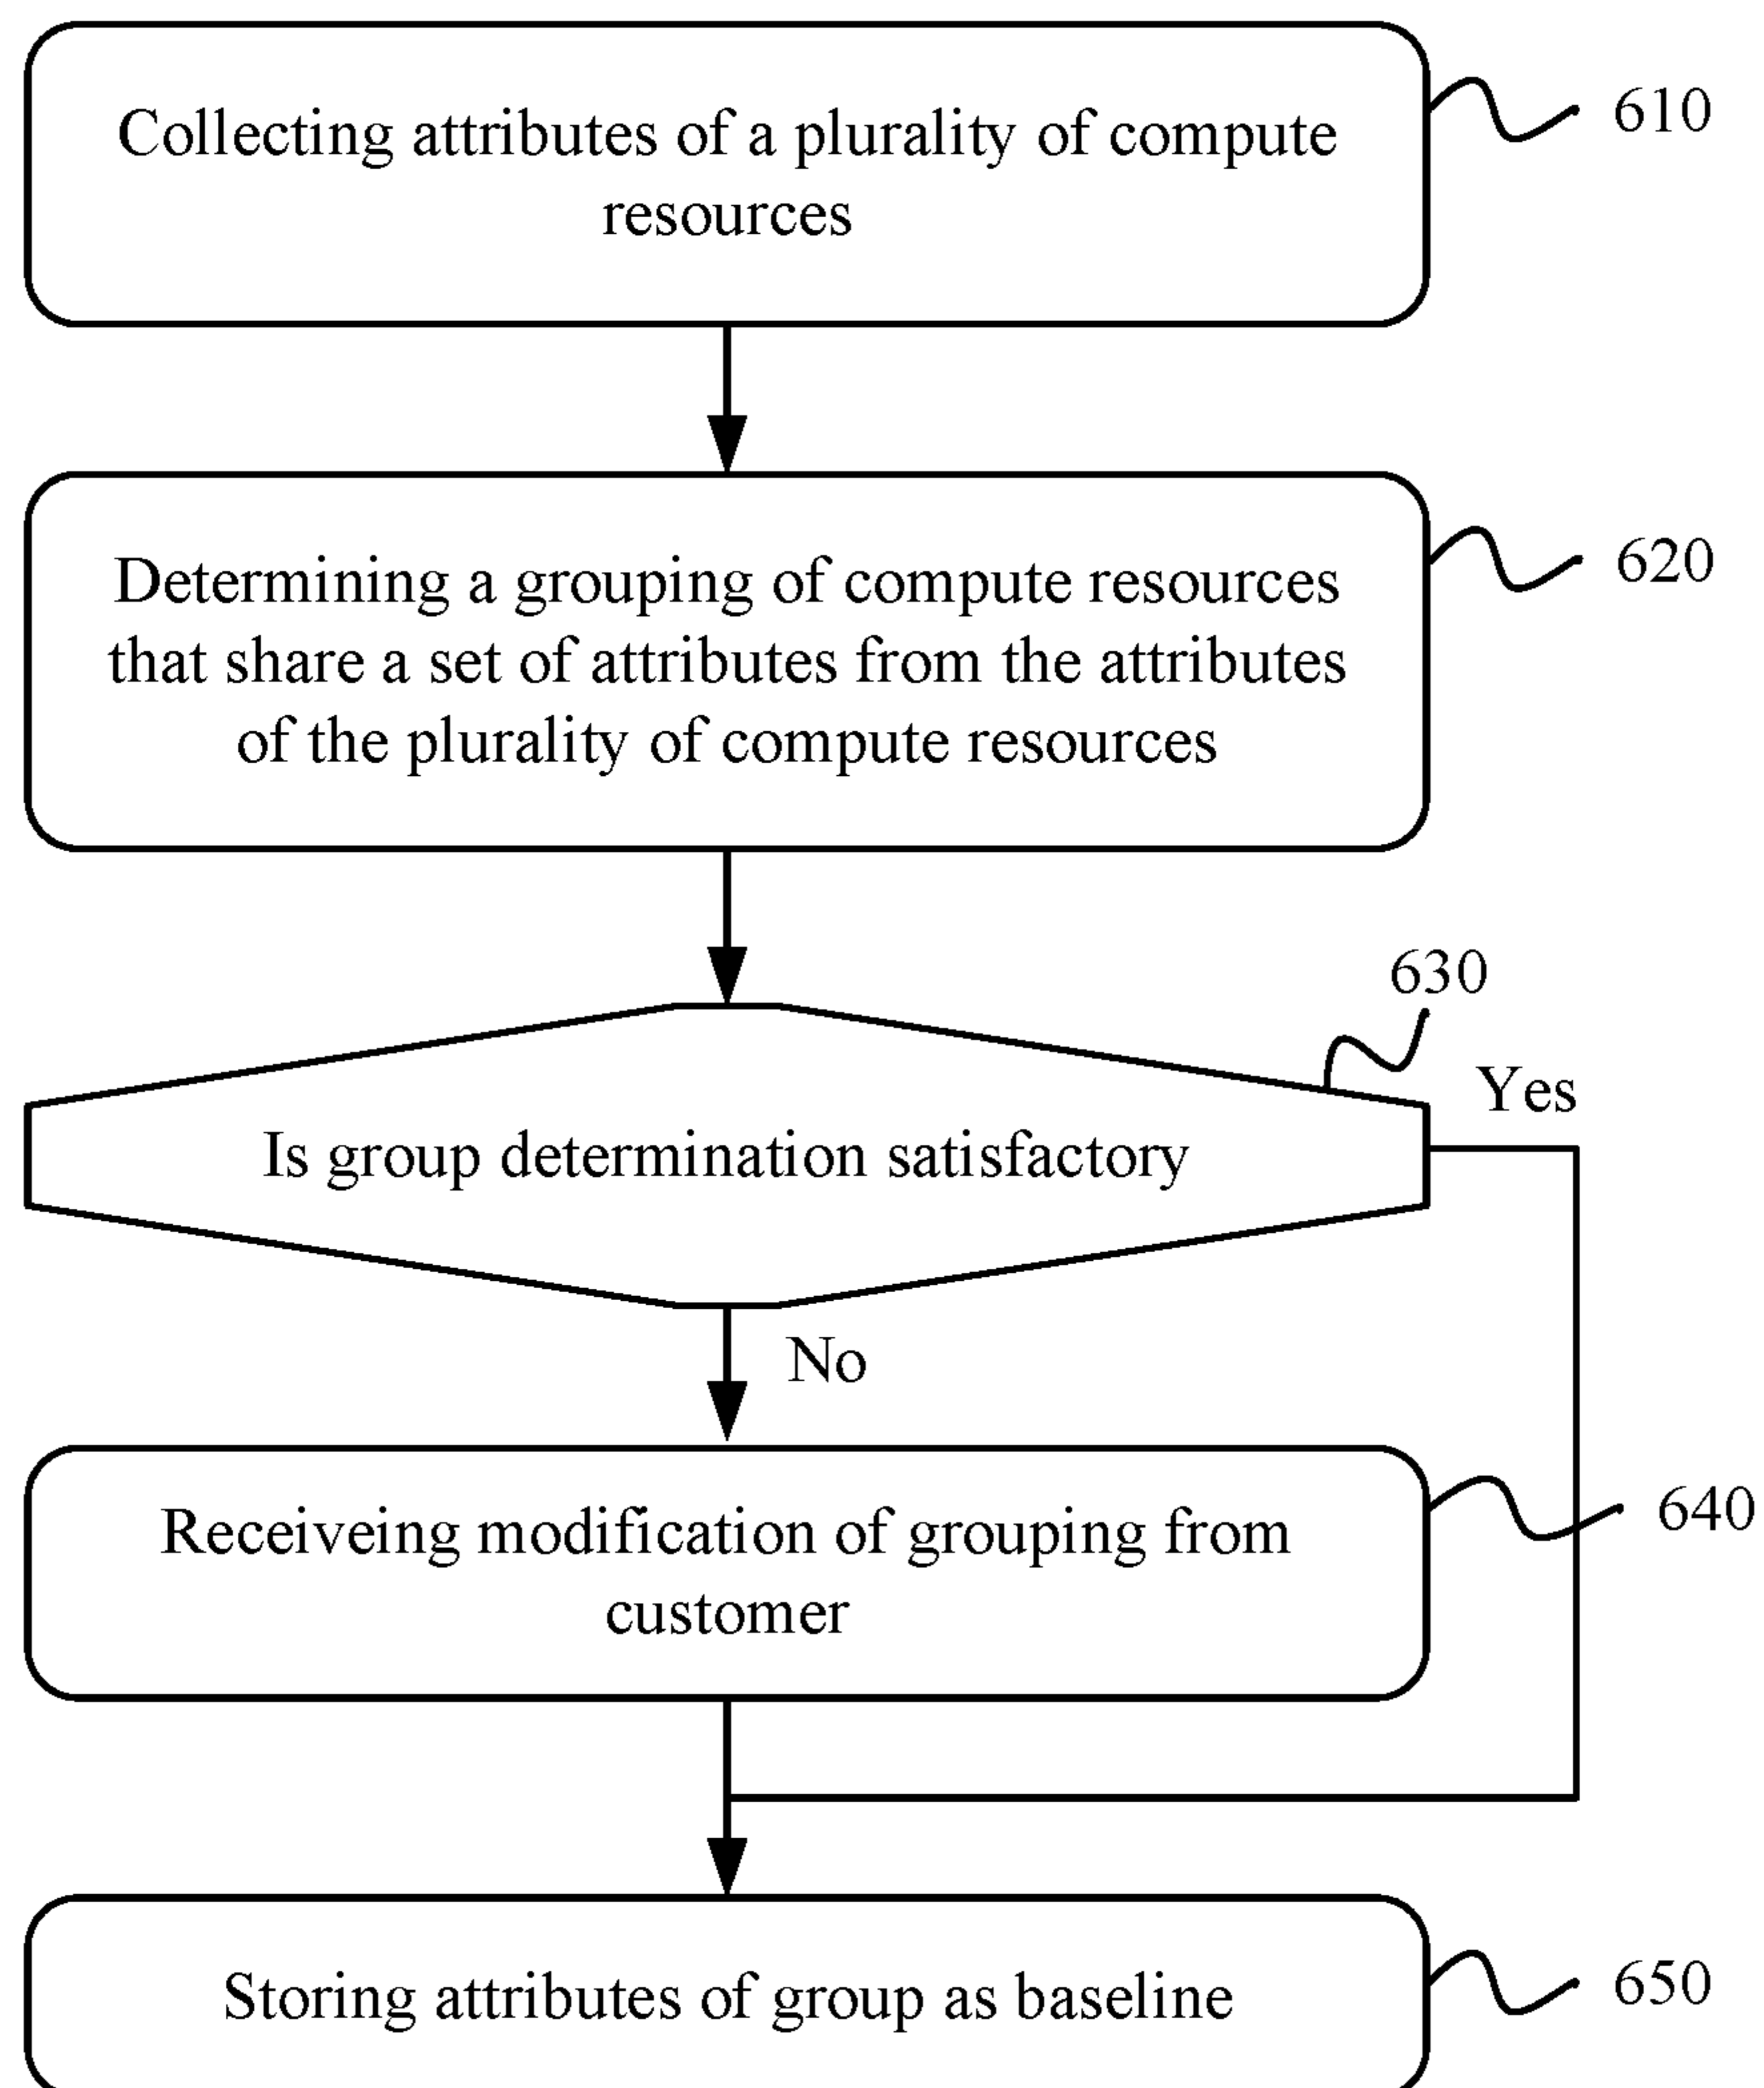 Collecting attributes of a plurality of compute
resources
610
Determining a grouping of compute resources
that share a set of attributes from the attributes
of the plurality of compute resources
620
630
Is group determination satisfactory
Yes
No
Receiveing modification of grouping from
customer
640
Storing attributes of group as baseline
650